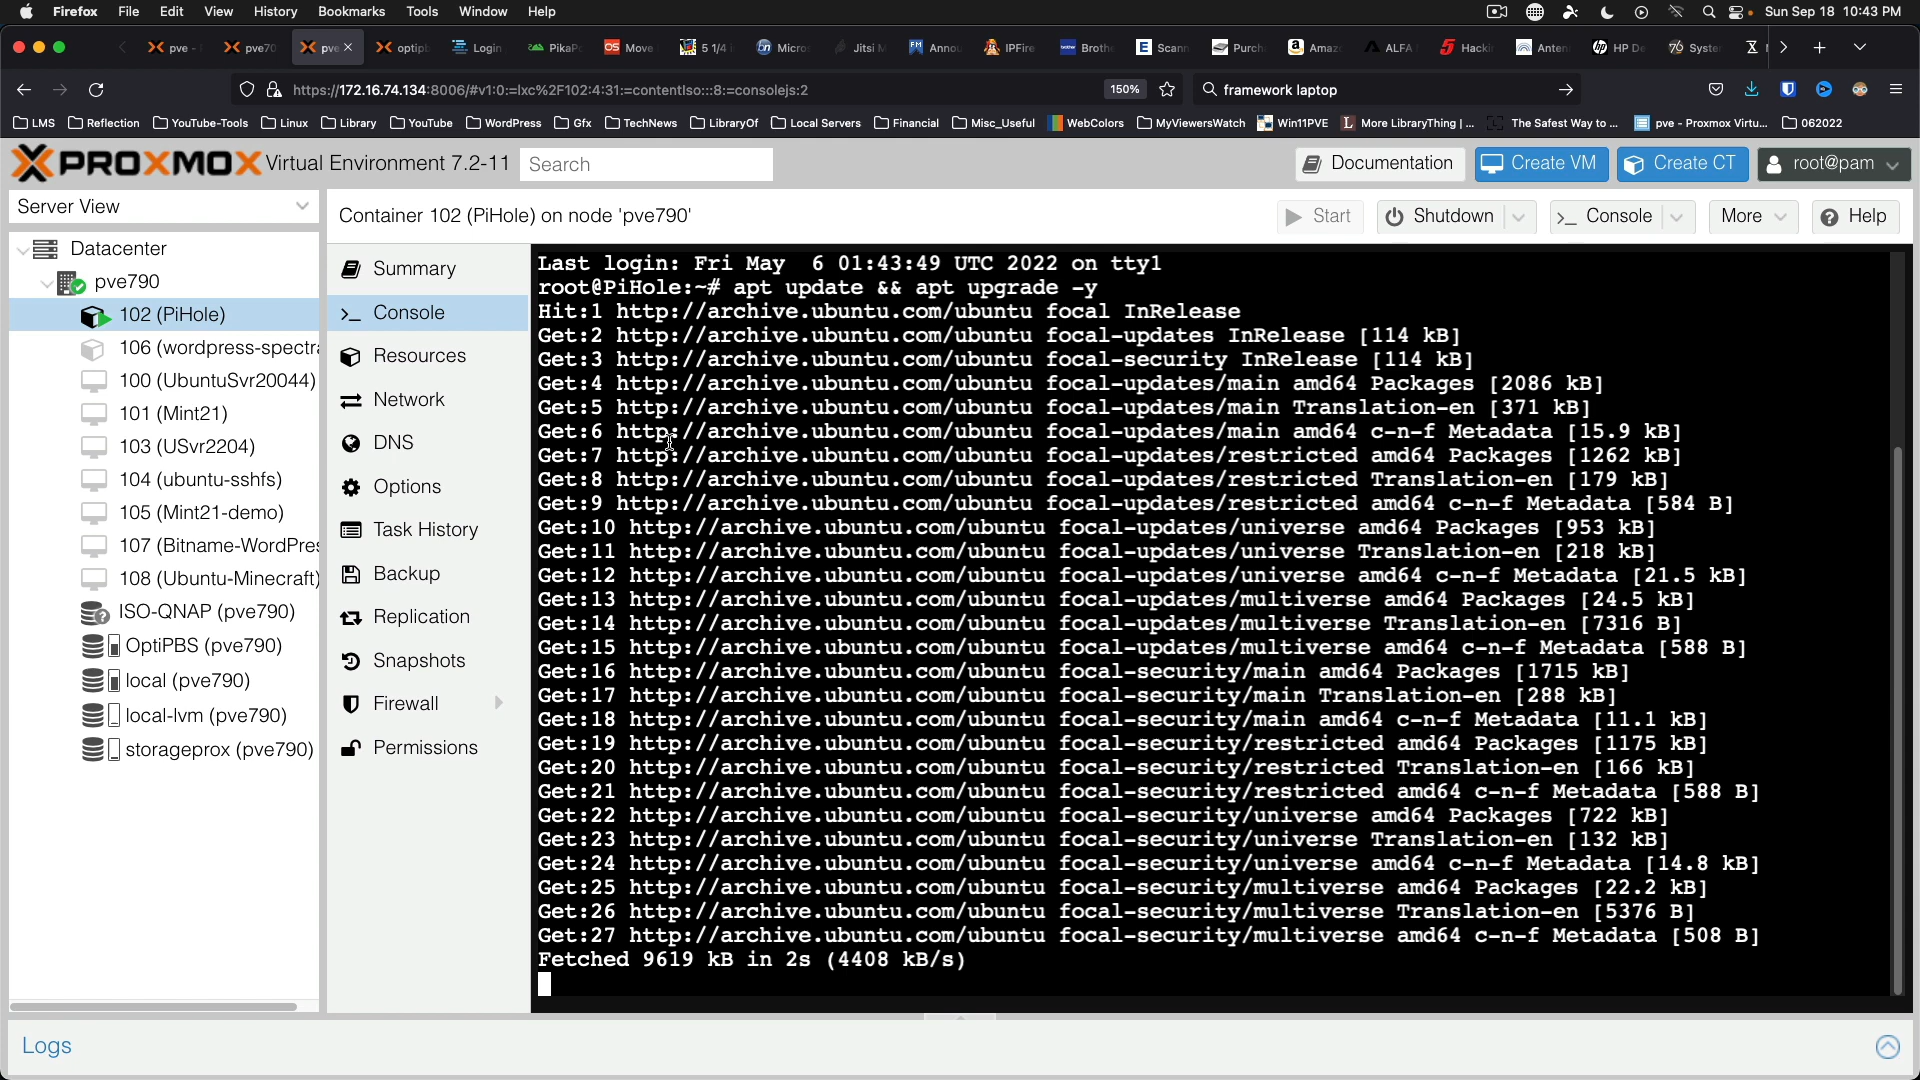 Firefox File Edit View History Bookmarks Tools Window Help Sun Sep 18 10:43 PM
pve - pve70 pve optip Login PikaP Move 5 1/4 Micro Jitsi M Annou IPFire Broth Scann Purch Amaz ALFA Hacki Anten HP De Syste
https://172.16.74.134:8006/#v1:0:=lxc%2F102:4:31:=contentIso:::8:=consolejs:2 150% framework laptop
LMS Reflection YouTube-Tools Linux Library YouTube WordPress Gfx TechNews LibraryOf Local Servers Financial Misc_Useful WebColors MyViewersWatch Win11PVE More LibraryThing | ... The Safest Way to ... pve - Proxmox Virtu... 062022
PROXMOX Virtual Environment 7.2-11 Search Documentation Create VM Create CT root@pam
Server View
Container 102 (PiHole) on node 'pve790' Start Shutdown Console More Help
Datacenter
pve790
102 (PiHole)
106 (wordpress-spectra
100 (UbuntuSvr20044)
101 (Mint21)
103 (USvr2204)
104 (ubuntu-sshfs)
105 (Mint21-demo)
107 (Bitname-WordPres
108 (Ubuntu-Minecraft)
ISO-QNAP (pve790)
OptiPBS (pve790)
local (pve790)
local-lvm (pve790)
storageprox (pve790)
Summary
Console
Resources
Network
DNS
Options
Task History
Backup
Replication
Snapshots
Firewall
Permissions
Last login: Fri May  6 01:43:49 UTC 2022 on tty1
root@PiHole:~# apt update && apt upgrade -y
Hit:1 http://archive.ubuntu.com/ubuntu focal InRelease
Get:2 http://archive.ubuntu.com/ubuntu focal-updates InRelease [114 kB]
Get:3 http://archive.ubuntu.com/ubuntu focal-security InRelease [114 kB]
Get:4 http://archive.ubuntu.com/ubuntu focal-updates/main amd64 Packages [2086 kB]
Get:5 http://archive.ubuntu.com/ubuntu focal-updates/main Translation-en [371 kB]
Get:6 http://archive.ubuntu.com/ubuntu focal-updates/main amd64 c-n-f Metadata [15.9 kB]
Get:7 http://archive.ubuntu.com/ubuntu focal-updates/restricted amd64 Packages [1262 kB]
Get:8 http://archive.ubuntu.com/ubuntu focal-updates/restricted Translation-en [179 kB]
Get:9 http://archive.ubuntu.com/ubuntu focal-updates/restricted amd64 c-n-f Metadata [584 B]
Get:10 http://archive.ubuntu.com/ubuntu focal-updates/universe amd64 Packages [953 kB]
Get:11 http://archive.ubuntu.com/ubuntu focal-updates/universe Translation-en [218 kB]
Get:12 http://archive.ubuntu.com/ubuntu focal-updates/universe amd64 c-n-f Metadata [21.5 kB]
Get:13 http://archive.ubuntu.com/ubuntu focal-updates/multiverse amd64 Packages [24.5 kB]
Get:14 http://archive.ubuntu.com/ubuntu focal-updates/multiverse Translation-en [7316 B]
Get:15 http://archive.ubuntu.com/ubuntu focal-updates/multiverse amd64 c-n-f Metadata [588 B]
Get:16 http://archive.ubuntu.com/ubuntu focal-security/main amd64 Packages [1715 kB]
Get:17 http://archive.ubuntu.com/ubuntu focal-security/main Translation-en [288 kB]
Get:18 http://archive.ubuntu.com/ubuntu focal-security/main amd64 c-n-f Metadata [11.1 kB]
Get:19 http://archive.ubuntu.com/ubuntu focal-security/restricted amd64 Packages [1175 kB]
Get:20 http://archive.ubuntu.com/ubuntu focal-security/restricted Translation-en [166 kB]
Get:21 http://archive.ubuntu.com/ubuntu focal-security/restricted amd64 c-n-f Metadata [588 B]
Get:22 http://archive.ubuntu.com/ubuntu focal-security/universe amd64 Packages [722 kB]
Get:23 http://archive.ubuntu.com/ubuntu focal-security/universe Translation-en [132 kB]
Get:24 http://archive.ubuntu.com/ubuntu focal-security/universe amd64 c-n-f Metadata [14.8 kB]
Get:25 http://archive.ubuntu.com/ubuntu focal-security/multiverse amd64 Packages [22.2 kB]
Get:26 http://archive.ubuntu.com/ubuntu focal-security/multiverse Translation-en [5376 B]
Get:27 http://archive.ubuntu.com/ubuntu focal-security/multiverse amd64 c-n-f Metadata [508 B]
Fetched 9619 kB in 2s (4408 kB/s)
Logs